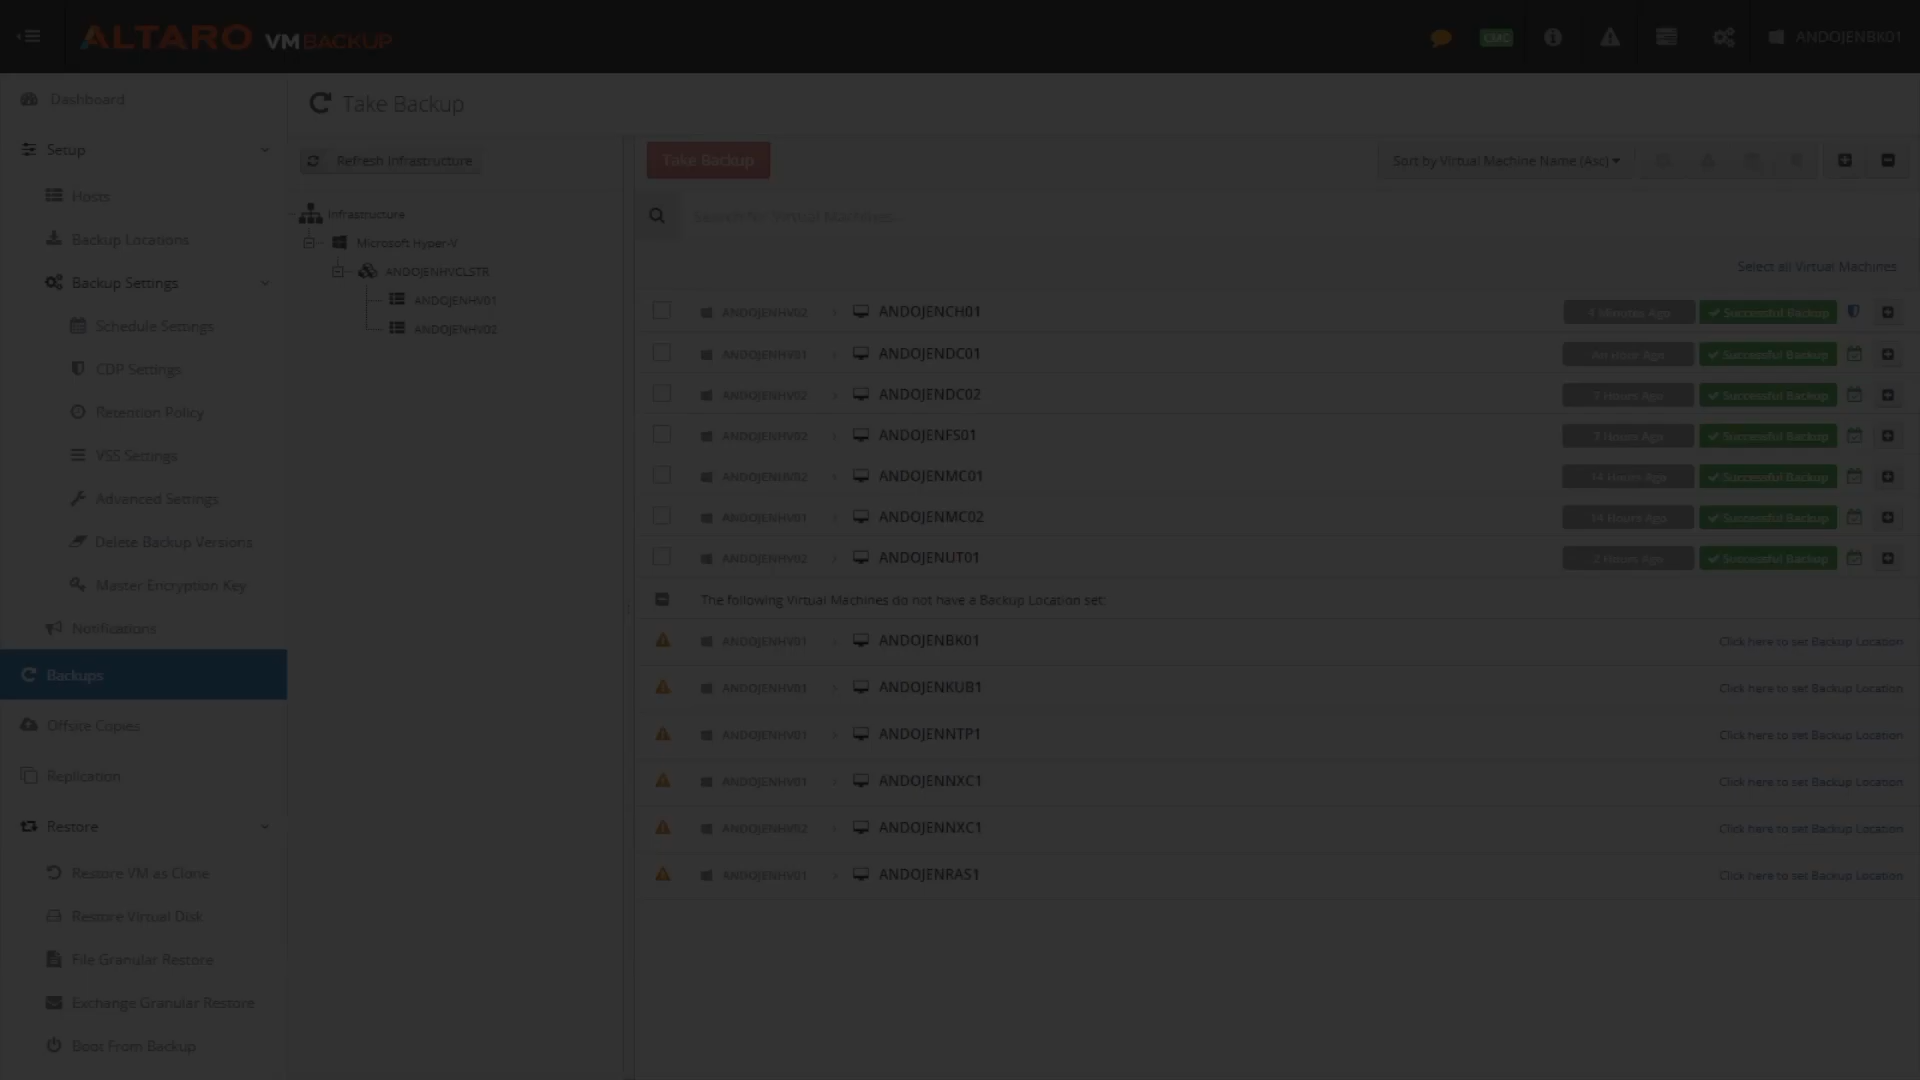 ALTARO VM BACKUP
CMC
ANDOJENBK01
Dashboard
Setup
Hosts
Backup Locations
Backup Settings
Schedule Settings
CDP Settings
Retention Policy
VSS Settings
Advanced Settings
Delete Backup Versions
Master Encryption Key
Notifications
Backups
Offsite Copies
Replication
Restore
Restore VM as Clone
Restore Virtual Disk
File Granular Restore
Exchange Granular Restore
Boot From Backup
Take Backup
Refresh Infrastructure
Infrastructure
Microsoft Hyper-V
ANDOJENHVCLSTR
ANDOJENHV01
ANDOJENHV02
Take Backup
Sort by Virtual Machine Name (Asc)
Search for Virtual Machines...
Select all Virtual Machines
ANDOJENHV02 ANDOJENCH01 Minutes Ago Successful Backup
ANDOJENHV01 ANDOJENDC01 An Hour Ago Successful Backup
ANDOJENHV02 ANDOJENDC02 7 Hours Ago Successful Backup
ANDOJENHV02 ANDOJENFS01 7 Hours Ago Successful Backup
ANDOJENHV02 ANDOJENMC01 14 Hours Ago Successful Backup
ANDOJENHV01 ANDOJENMC02 14 Hours Ago Successful Backup
ANDOJENHV02 ANDOJENUT01 2 Hours Ago Successful Backup
The following Virtual Machines do not have a Backup Location set:
ANDOJENHV01 ANDOJENBK01 Click here to set Backup Location
ANDOJENHV01 ANDOJENKUB1 Click here to set Backup Location
ANDOJENHV01 ANDOJENNTP1 Click here to set Backup Location
ANDOJENHV01 ANDOJENNXC1 Click here to set Backup Location
ANDOJENHV02 ANDOJENNXC1 Click here to set Backup Location
ANDOJENHV01 ANDOJENRAS1 Click here to set Backup Location